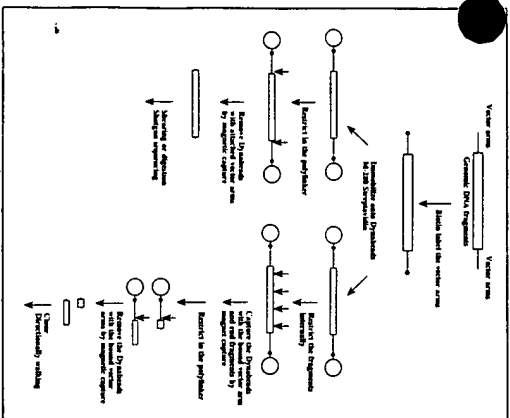 Vector arms
Genomic DNA fragments
Vector arms
Biotin label the vector arms
Immobilize onto Dynabeads
M-280 Streptavidin
Restrict in the polylinker
Remove Dynabeads
with attached vector arms
by magnetic capture
Shearing or digestion
Shotgun sequencing
Restrict the fragments
internally
Capture the Dynabeads
with the bound vector arm
and end fragments by
magnet capture
Restrict in the polylinker
Remove the Dynabeads
with the bound vector
arms by magnetic capture
Clone
Directionally walking